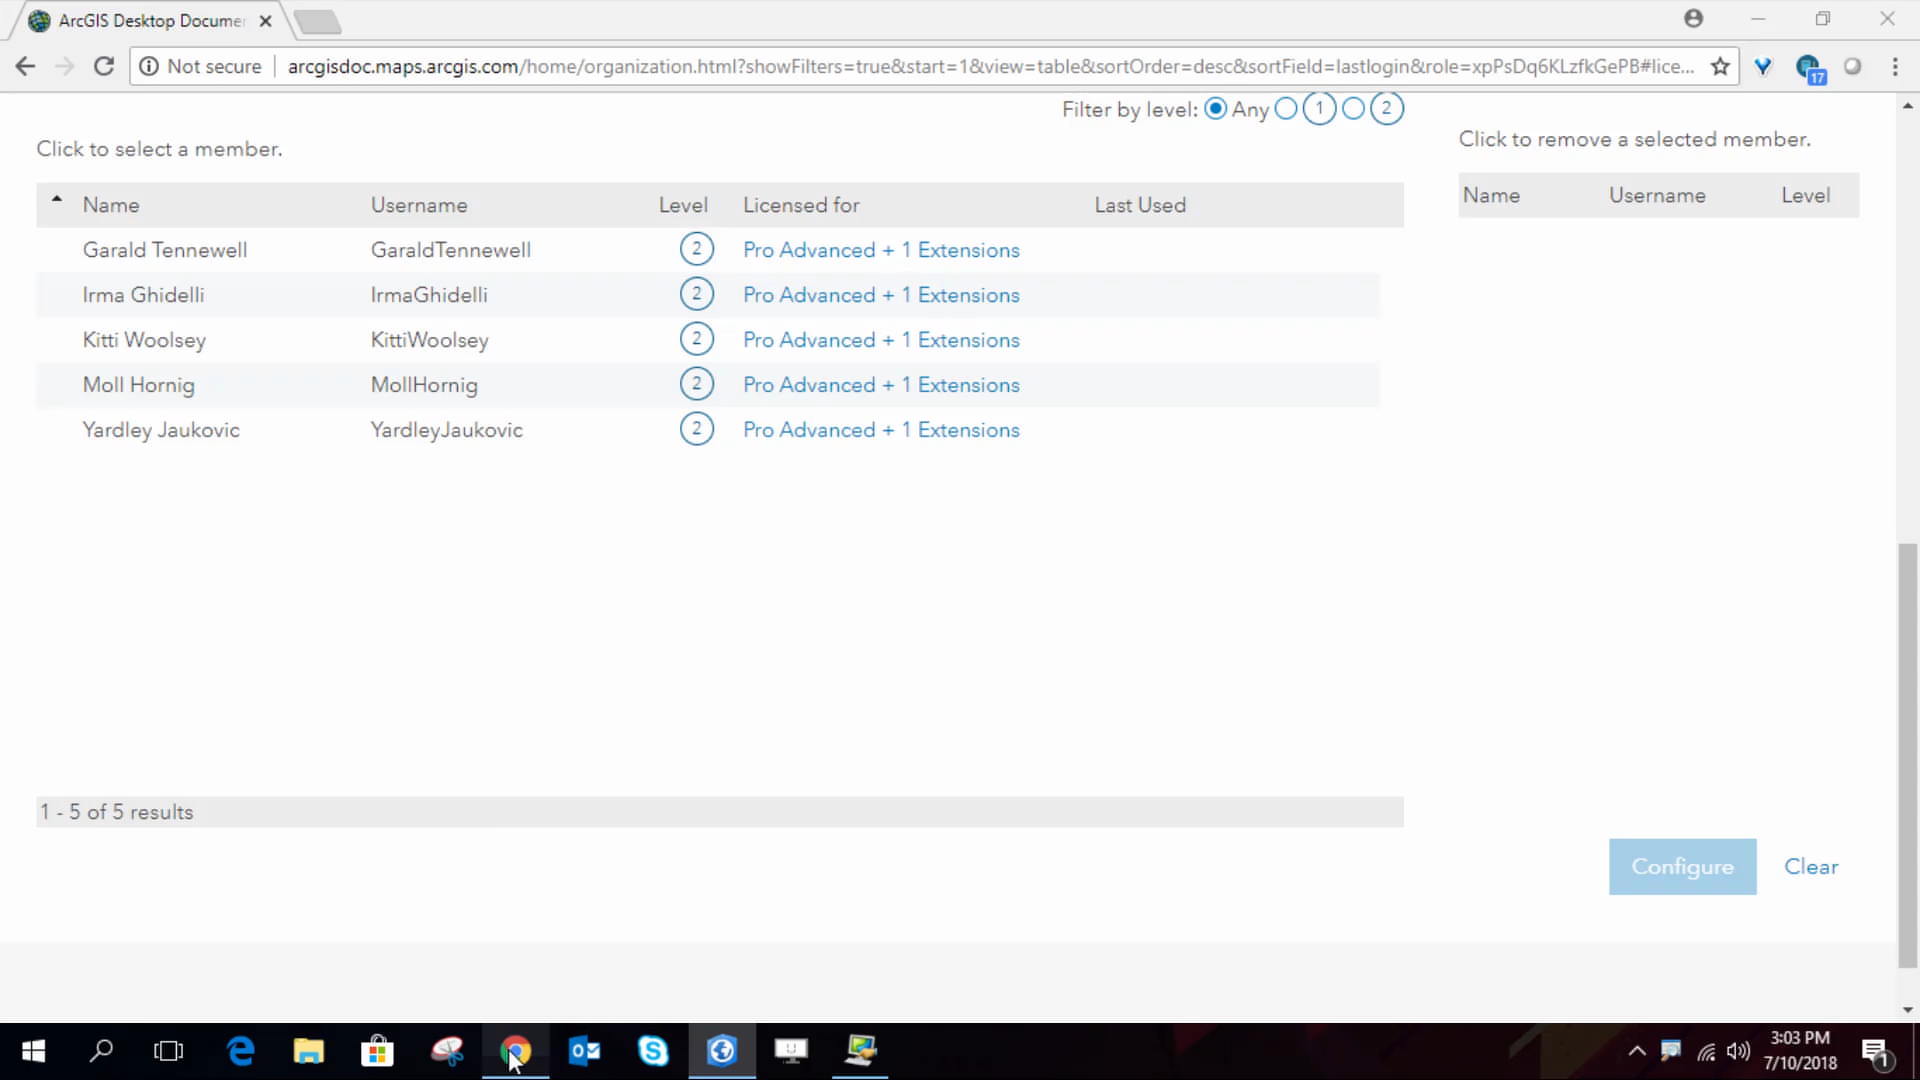 ArcGIS Desktop Documen
Not secure arcgisdoc.maps.arcgis.com/home/organization.html?showFilters=true&start=1&view=table&sortOrder=desc&sortField=lastlogin&role=xpPsDq6KLzfkGePB#lice...
17
Filter by level: Any 1 2
Click to select a member.
Click to remove a selected member.
Name Username Level Licensed for Last Used
Name Username Level
Garald Tennewell GaraldTennewell 2 Pro Advanced + 1 Extensions
Irma Ghidelli IrmaGhidelli 2 Pro Advanced + 1 Extensions
Kitti Woolsey KittiWoolsey 2 Pro Advanced + 1 Extensions
Moll Hornig MollHornig 2 Pro Advanced + 1 Extensions
Yardley Jaukovic YardleyJaukovic 2 Pro Advanced + 1 Extensions
1 - 5 of 5 results
Configure Clear
3:03 PM
7/10/2018
1